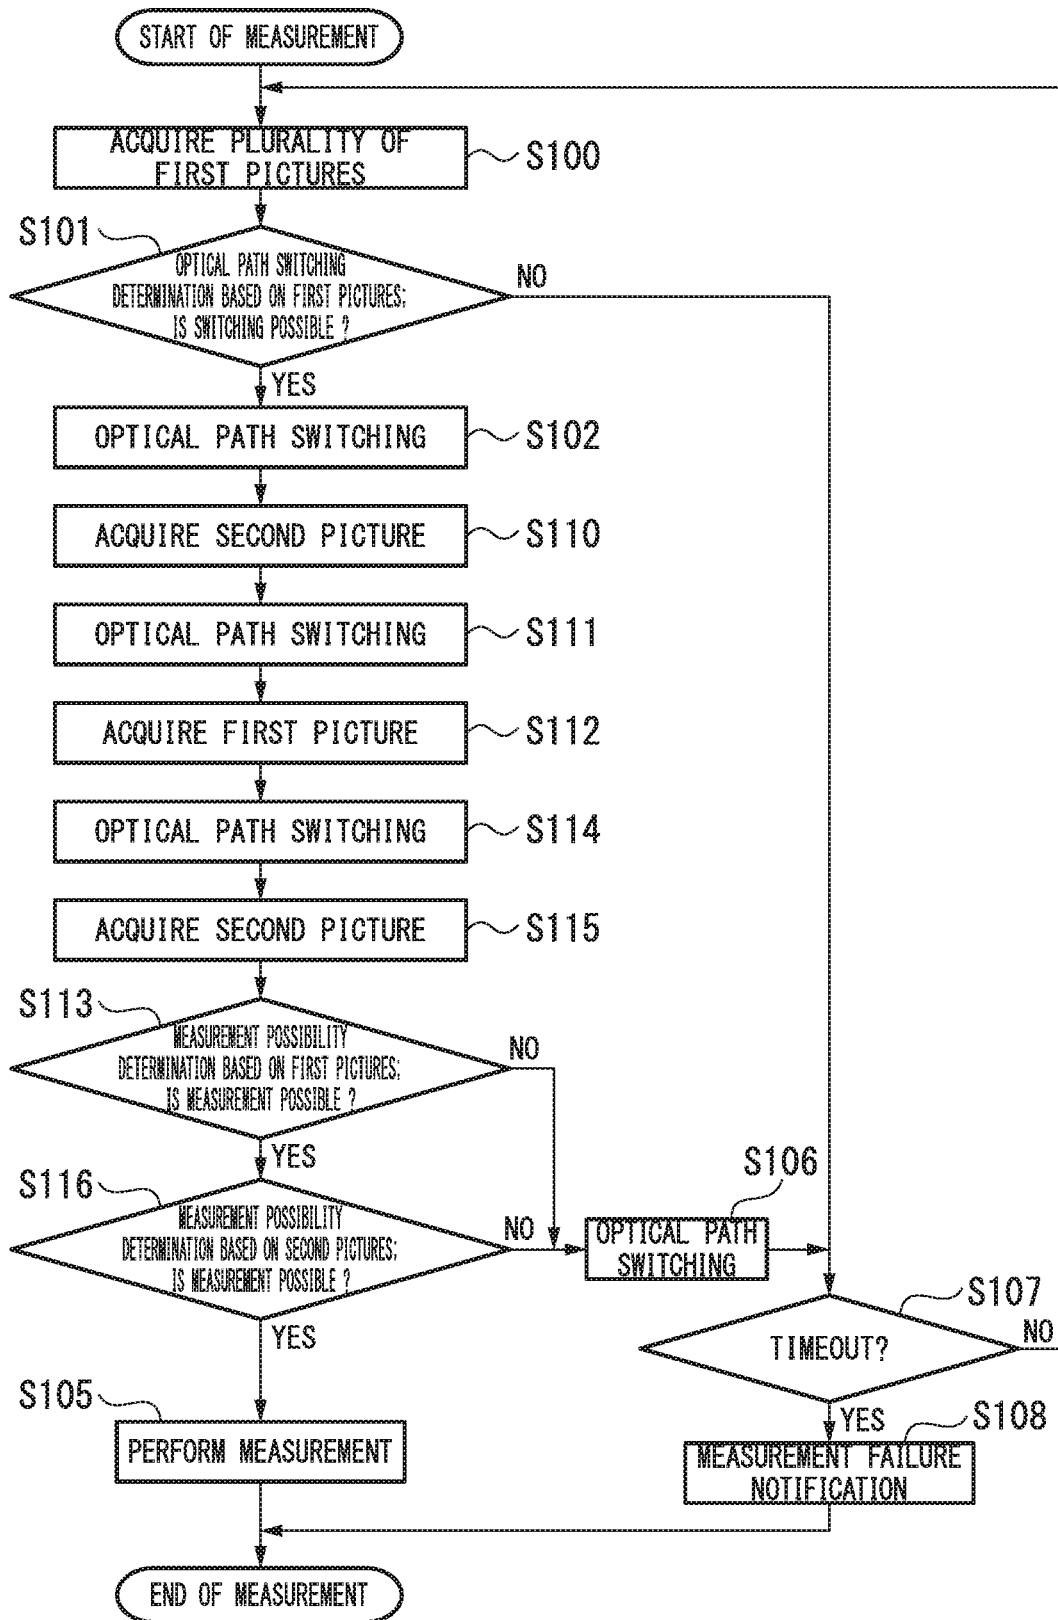 START OF MEASUREMENT
ACQUIRE PLURALITY OF
FIRST PICTURES
S100
S101
OPTICAL PATH SWITCHING
DETERMINATION BASED ON FIRST PICTURES:
IS SWITCHING POSSIBLE ?
NO
YES
OPTICAL PATH SWITCHING
S102
ACQUIRE SECOND PICTURE
S110
OPTICAL PATH SWITCHING
S111
ACQUIRE FIRST PICTURE
S112
OPTICAL PATH SWITCHING
S114
ACQUIRE SECOND PICTURE
S115
S113
MEASUREMENT POSSIBILITY
DETERMINATION BASED ON FIRST PICTURES:
IS MEASUREMENT POSSIBLE ?
NO
YES
S116
MEASUREMENT POSSIBILITY
DETERMINATION BASED ON SECOND PICTURES:
IS MEASUREMENT POSSIBLE ?
NO
YES
S106
OPTICAL PATH
SWITCHING
S107
TIMEOUT?
NO
YES
S105
PERFORM MEASUREMENT
S108
MEASUREMENT FAILURE
NOTIFICATION
END OF MEASUREMENT